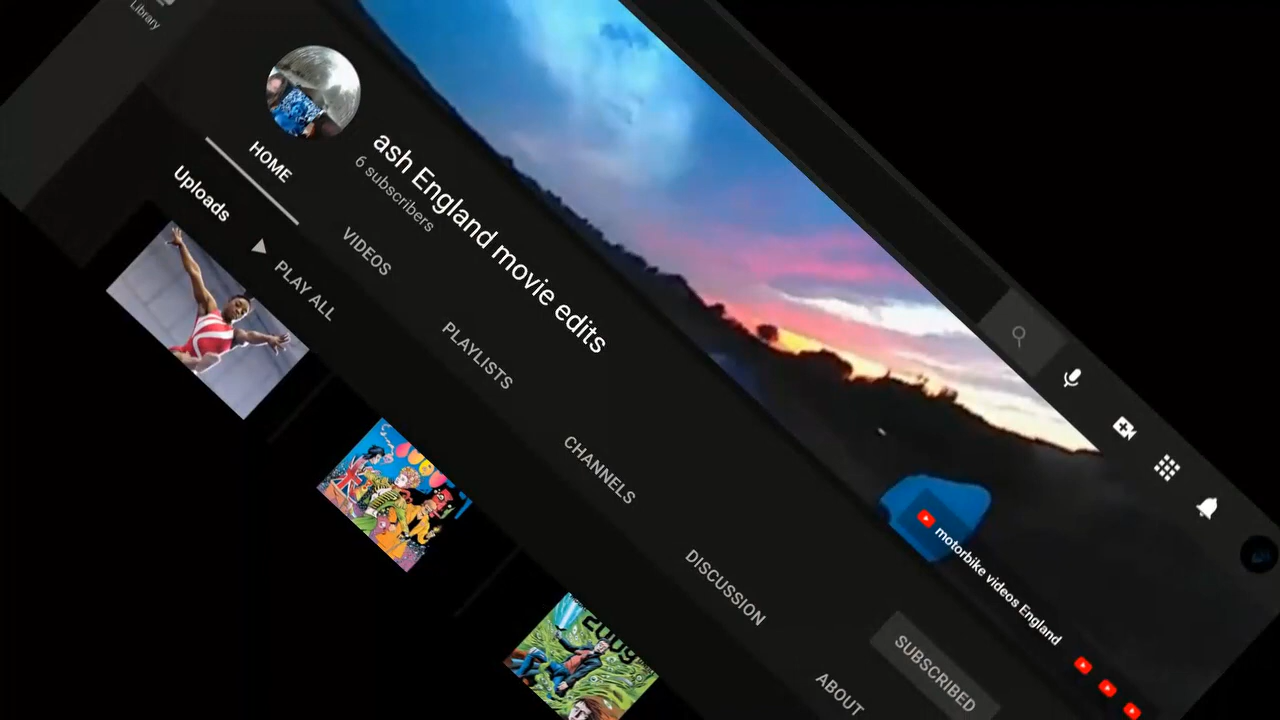 Library
ash England movie edits
6 subscribers
HOME
VIDEOS
PLAYLISTS
CHANNELS
DISCUSSION
ABOUT
SUBSCRIBED
motorbike videos England
Uploads
PLAY ALL
2009